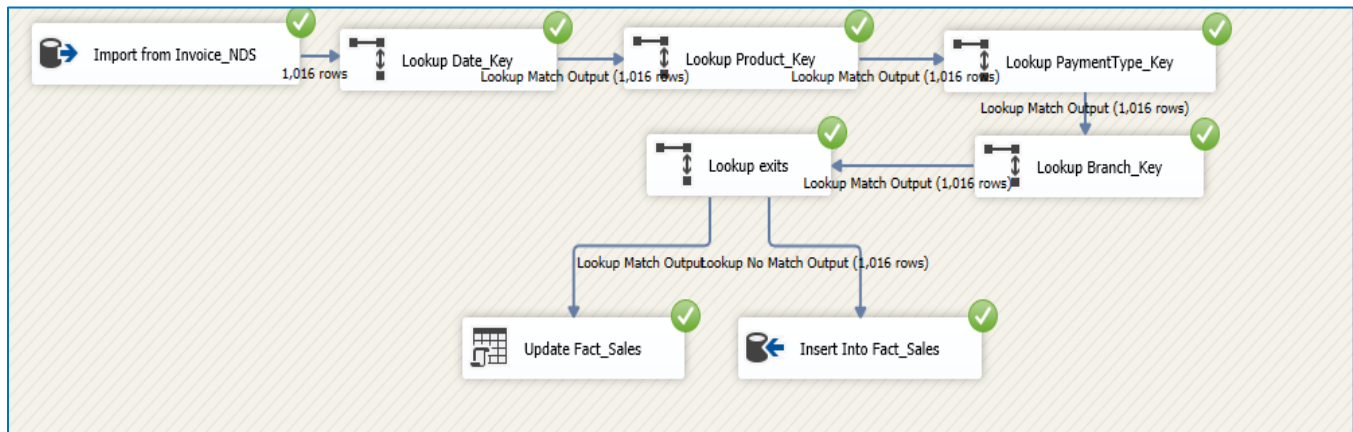 Import from Invoice_NDS
1,016 rows
Lookup Date_Key
Lookup Match Output (1,016 rows)
Lookup Product_Key
Lookup Match Output (1,016 rows)
Lookup PaymentType_Key
Lookup Match Output (1,016 rows)
Lookup Branch_Key
Lookup Match Output (1,016 rows)
Lookup exits
Lookup Match Output
Lookup No Match Output (1,016 rows)
Update Fact_Sales
Insert Into Fact_Sales